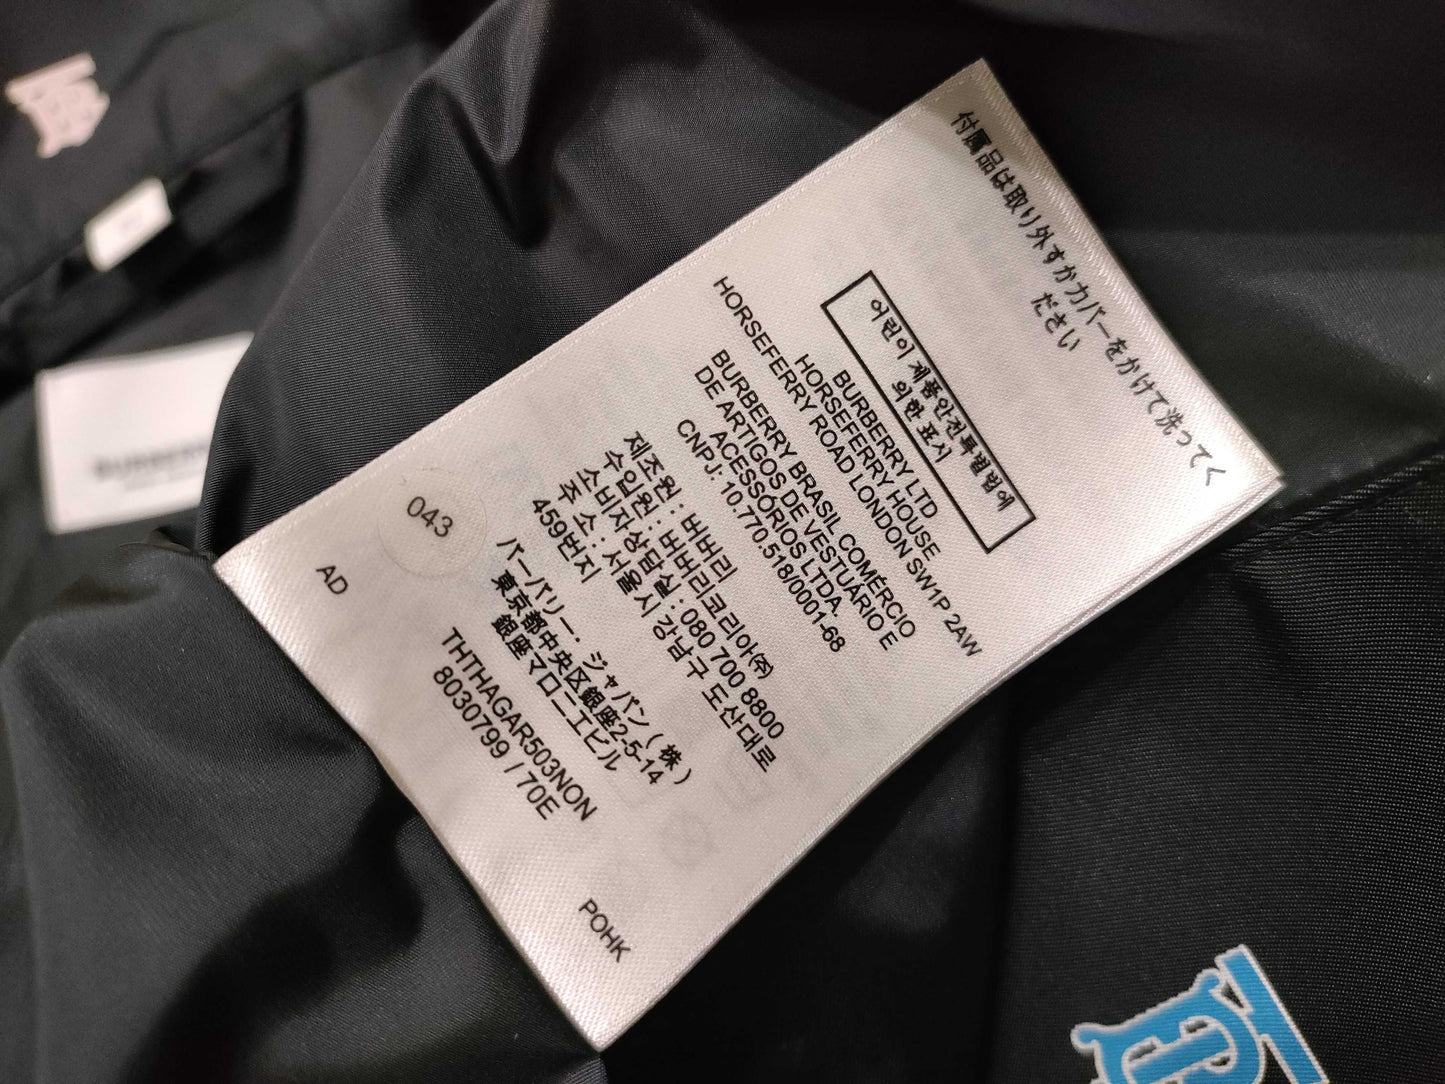 付属品は取り外すかカバーをかけて洗ってく
ださい
어린이제품안전특별법에
의한 표시
BURBERRY LTD
HORSEFERRY HOUSE
HORSEFERRY ROAD LONDON SW1P 2AW
BURBERRY BRASIL COMÉRCIO
DE ARTIGOS DE VESTUÁRIO E
ACESSÓRIOS LTDA.
CNPJ: 10.770.518/0001-68
제조원 : 버버리
수입원 : 버버리코리아㈜
소비자상담실 : 080 700 8800
주 소 : 서울시 강남구 도산대로
459번지
バーバリー・ジャパン(株)
東京都中央区銀座2-5-14
銀座マロニエビル
THTHAGAR503NON
8030799 / 70E
043
AD
POHK
BURBERRY